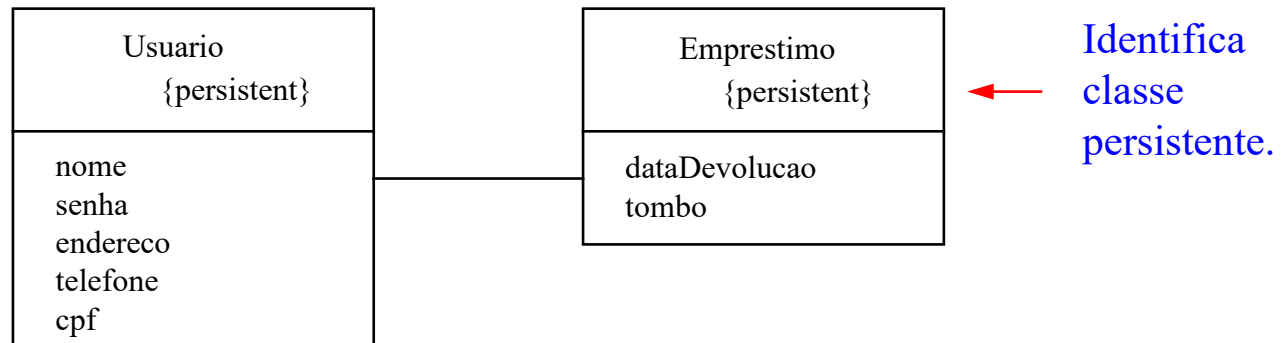 Usuario
{persistent}
nome
senha
endereco
telefone
cpf
Emprestimo
{persistent}
dataDevolucao
tombo
Identifica
classe
persistente.